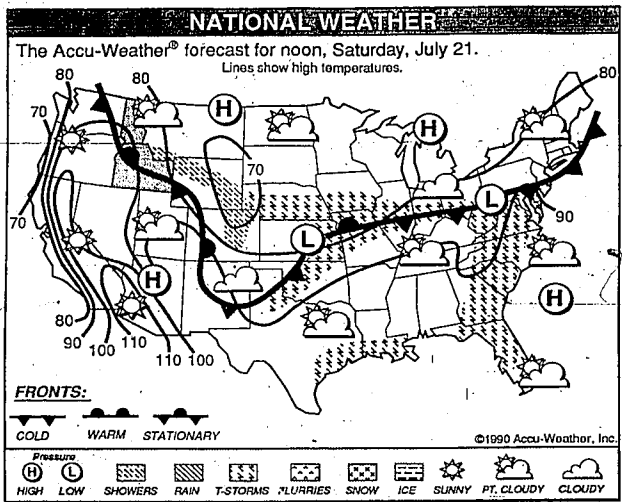 NATIONAL WEATHER
The Accu-Weather® forecast for noon, Saturday, July 21.
Lines show high temperatures.
80
80
80
70
H
H
70
L
90
70
L
H
H
80
90
100
110
110
100
FRONTS:
COLD WARM STATIONARY
©1990 Accu-Weather, Inc.
Pressure
H L
HIGH LOW SHOWERS RAIN T-STORMS FLURRIES SNOW ICE SUNNY PT. CLOUDY CLOUDY